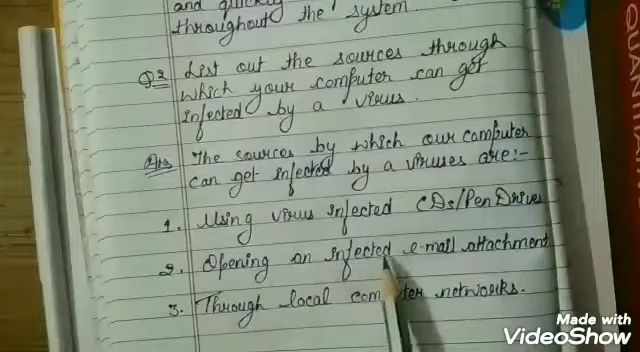 and quickly
throughout the system.
Q2 List out the sources through
which your computer can get
infected by a virus.
Ans The sources by which our computer
can get infected by a viruses are:-
1. Using virus infected CDs/Pen Drives
2. Opening an infected e-mail attachment
3. Through local computer networks.
Made with
VideoShow